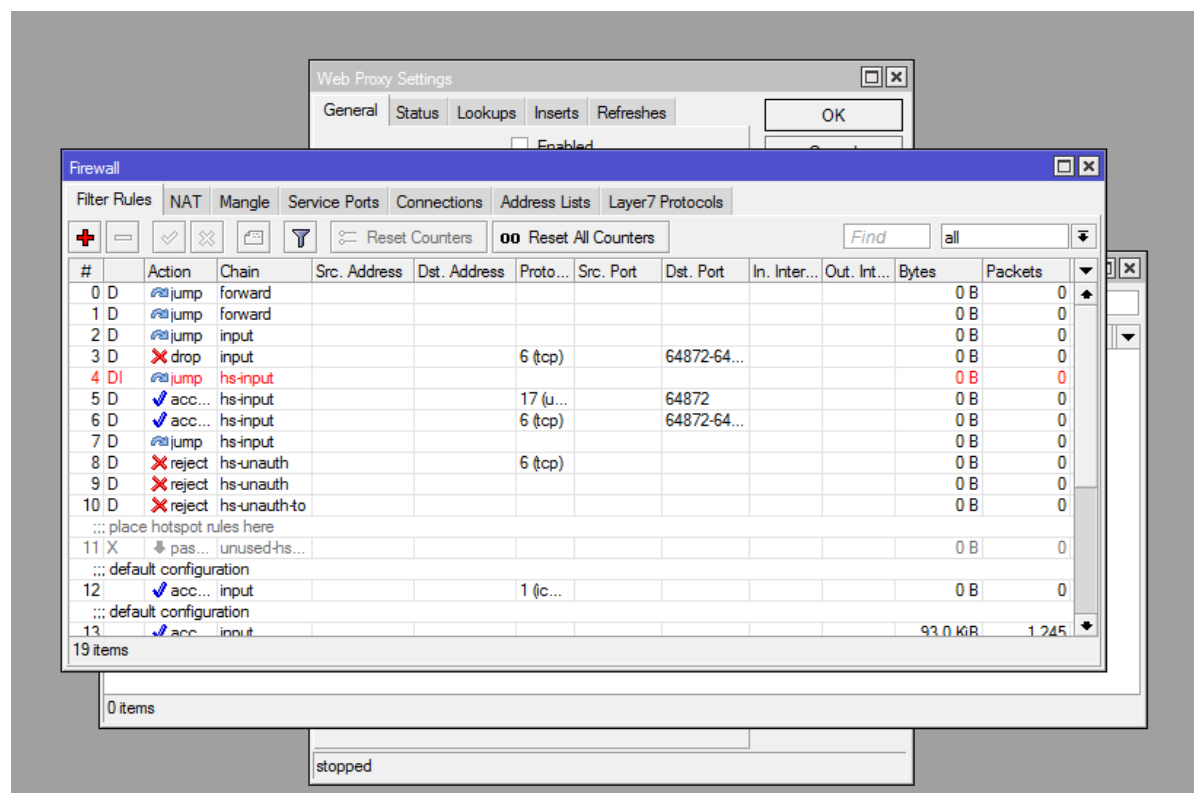 Web Proxy Settings
General Status Lookups Inserts Refreshes
OK
Enabled
Firewall
Filter Rules NAT Mangle Service Ports Connections Address Lists Layer7 Protocols
Reset Counters 00 Reset All Counters Find all
# Action Chain Src. Address Dst. Address Proto... Src. Port Dst. Port In. Inter... Out. Int... Bytes Packets
0 D jump forward 0 B 0
1 D jump forward 0 B 0
2 D jump input 0 B 0
3 D drop input 6 (tcp) 64872-64... 0 B 0
4 DI jump hs-input 0 B 0
5 D acc... hs-input 17 (u... 64872 0 B 0
6 D acc... hs-input 6 (tcp) 64872-64... 0 B 0
7 D jump hs-input 0 B 0
8 D reject hs-unauth 6 (tcp) 0 B 0
9 D reject hs-unauth 0 B 0
10 D reject hs-unauth-to 0 B 0
;;; place hotspot rules here
11 X pas... unused-hs... 0 B 0
;;; default configuration
12 acc... input 1 (ic... 0 B 0
;;; default configuration
13 acc... input 93.0 KiB 1 245
19 items
0 items
stopped